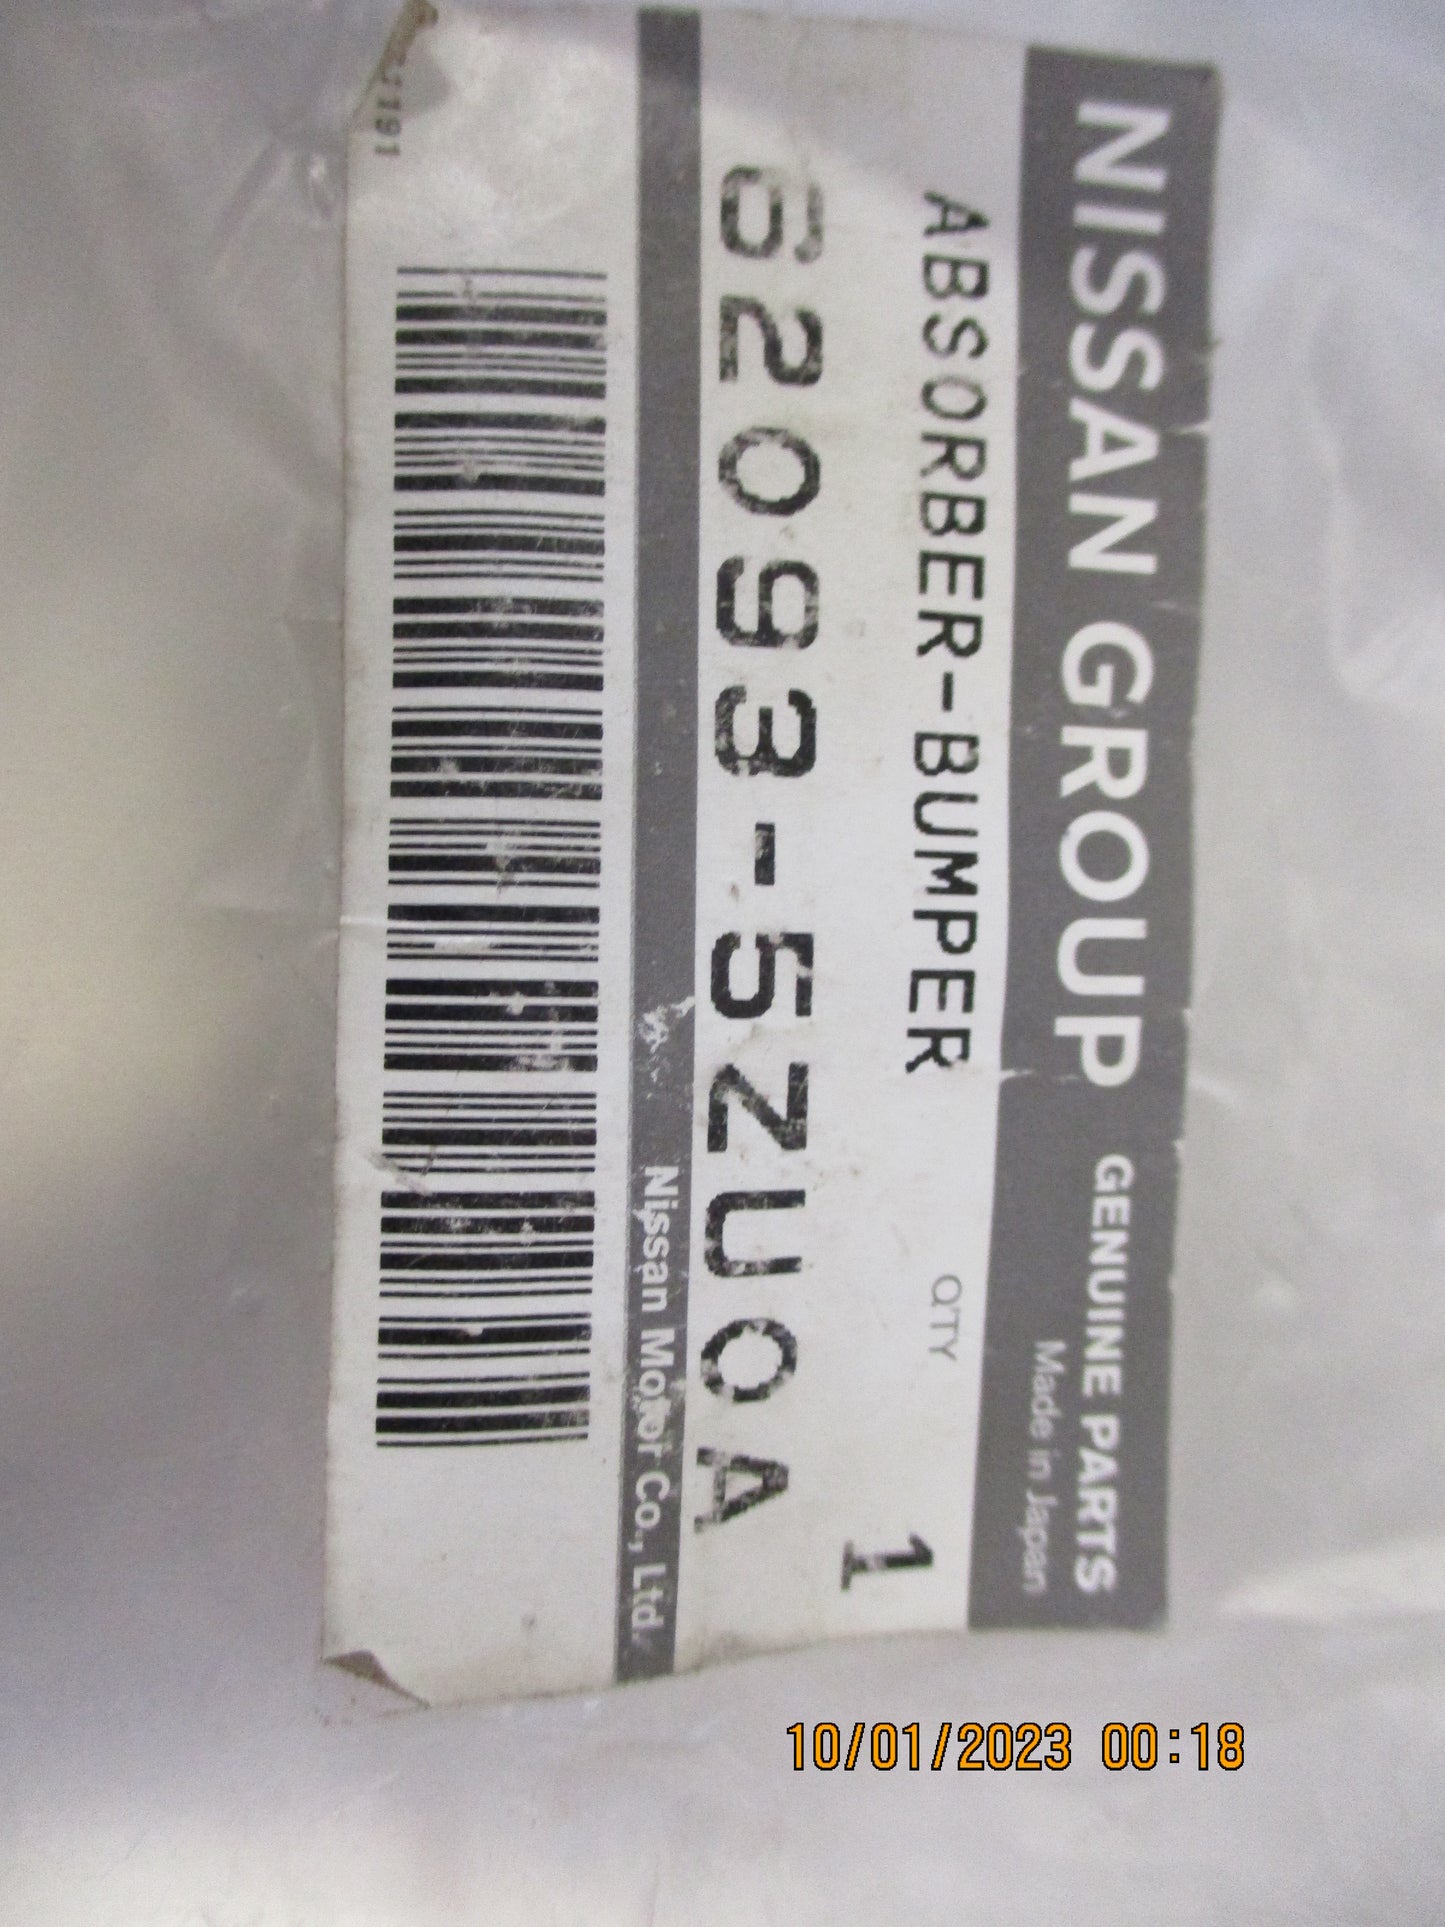 NISSAN GROUP GENUINE PARTS
Made in Japan
ABSORBER-BUMPER
QTY
1
62093-5ZU0A
Nissan Motor Co., Ltd.
10/01/2023 00:18